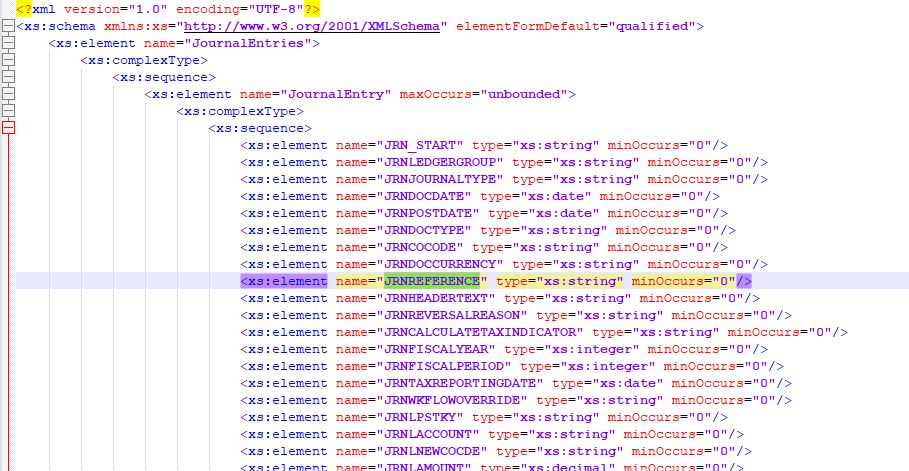 <?xml version="1.0" encoding="UTF-8"?>
<xs:schema xmlns:xs="http://www.w3.org/2001/XMLSchema" elementFormDefault="qualified">
<xs:element name="JournalEntries">
<xs:complexType>
<xs:sequence>
<xs:element name="JournalEntry" maxOccurs="unbounded">
<xs:complexType>
<xs:sequence>
<xs:element name="JRN_START" type="xs:string" minOccurs="0"/>
<xs:element name="JRNLEDGERGROUP" type="xs:string" minOccurs="0"/>
<xs:element name="JRNJOURNALTYPE" type="xs:string" minOccurs="0"/>
<xs:element name="JRNDOCDATE" type="xs:date" minOccurs="0"/>
<xs:element name="JRNPOSTDATE" type="xs:date" minOccurs="0"/>
<xs:element name="JRNDOCTYPE" type="xs:string" minOccurs="0"/>
<xs:element name="JRNCOCODE" type="xs:string" minOccurs="0"/>
<xs:element name="JRNDOCCURRENCY" type="xs:string" minOccurs="0"/>
<xs:element name="JRNREFERENCE" type="xs:string" minOccurs="0"/>
<xs:element name="JRNHEADERTEXT" type="xs:string" minOccurs="0"/>
<xs:element name="JRNREVERSALREASON" type="xs:string" minOccurs="0"/>
<xs:element name="JRNCALCULATETAXINDICATOR" type="xs:string" minOccurs="0"/>
<xs:element name="JRNFISCALYEAR" type="xs:integer" minOccurs="0"/>
<xs:element name="JRNFISCALPERIOD" type="xs:integer" minOccurs="0"/>
<xs:element name="JRNTAXREPORTINGDATE" type="xs:date" minOccurs="0"/>
<xs:element name="JRNWKFLOWOVERRIDE" type="xs:string" minOccurs="0"/>
<xs:element name="JRNLPSTKY" type="xs:string" minOccurs="0"/>
<xs:element name="JRNLACCOUNT" type="xs:string" minOccurs="0"/>
<xs:element name="JRNLNEWCOCDE" type="xs:string" minOccurs="0"/>
<xs:element name="JRNLAMOUNT" type="xs:decimal" minOccurs="0"/>